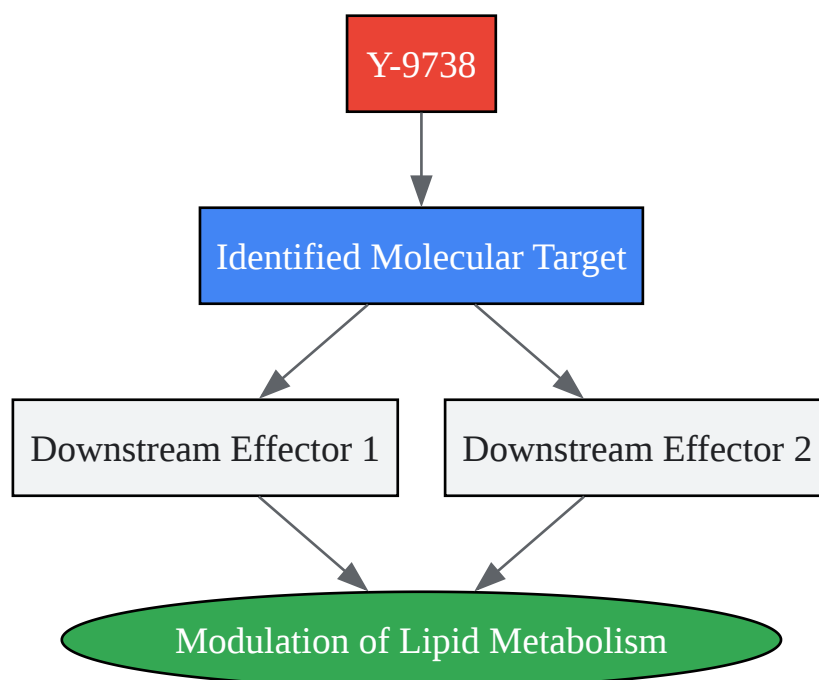 Y-9738
Identified Molecular Target
Downstream Effector 1
Downstream Effector 2
Modulation of Lipid Metabolism